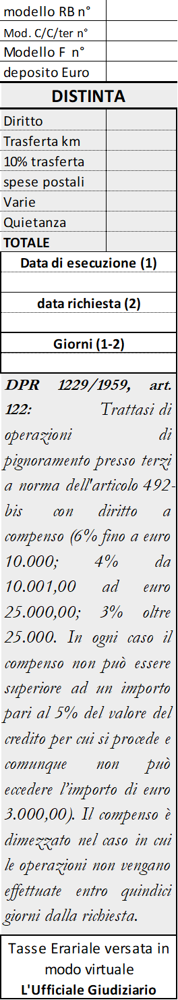 modello RB n°
Mod. C/C/ter n°
Modello F n°
deposito Euro
DISTINTA
Diritto
Trasferta km
10% trasferta
spese postali
Varie
Quietanza
TOTALE
Data di esecuzione (1)
data richiesta (2)
Giorni (1-2)
DPR 1229/1959, art.
122: Trattasi di
operazioni di
pignoramento presso terzi
a norma dell'articolo 492-
bis con diritto a
compenso (6% fino a euro
10.000; 4% da
10.001,00 ad euro
25.000,00; 3% oltre
25.000. In ogni caso il
compenso non può essere
superiore ad un importo
pari al 5% del valore del
credito per cui si procede e
comunque non può
eccedere l'importo di euro
3.000,00). Il compenso è
dimezzato nel caso in cui
le operazioni non vengano
effettuate entro quindici
giorni dalla richiesta.
Tasse Erariale versata in
modo virtuale
L'Ufficiale Giudiziario